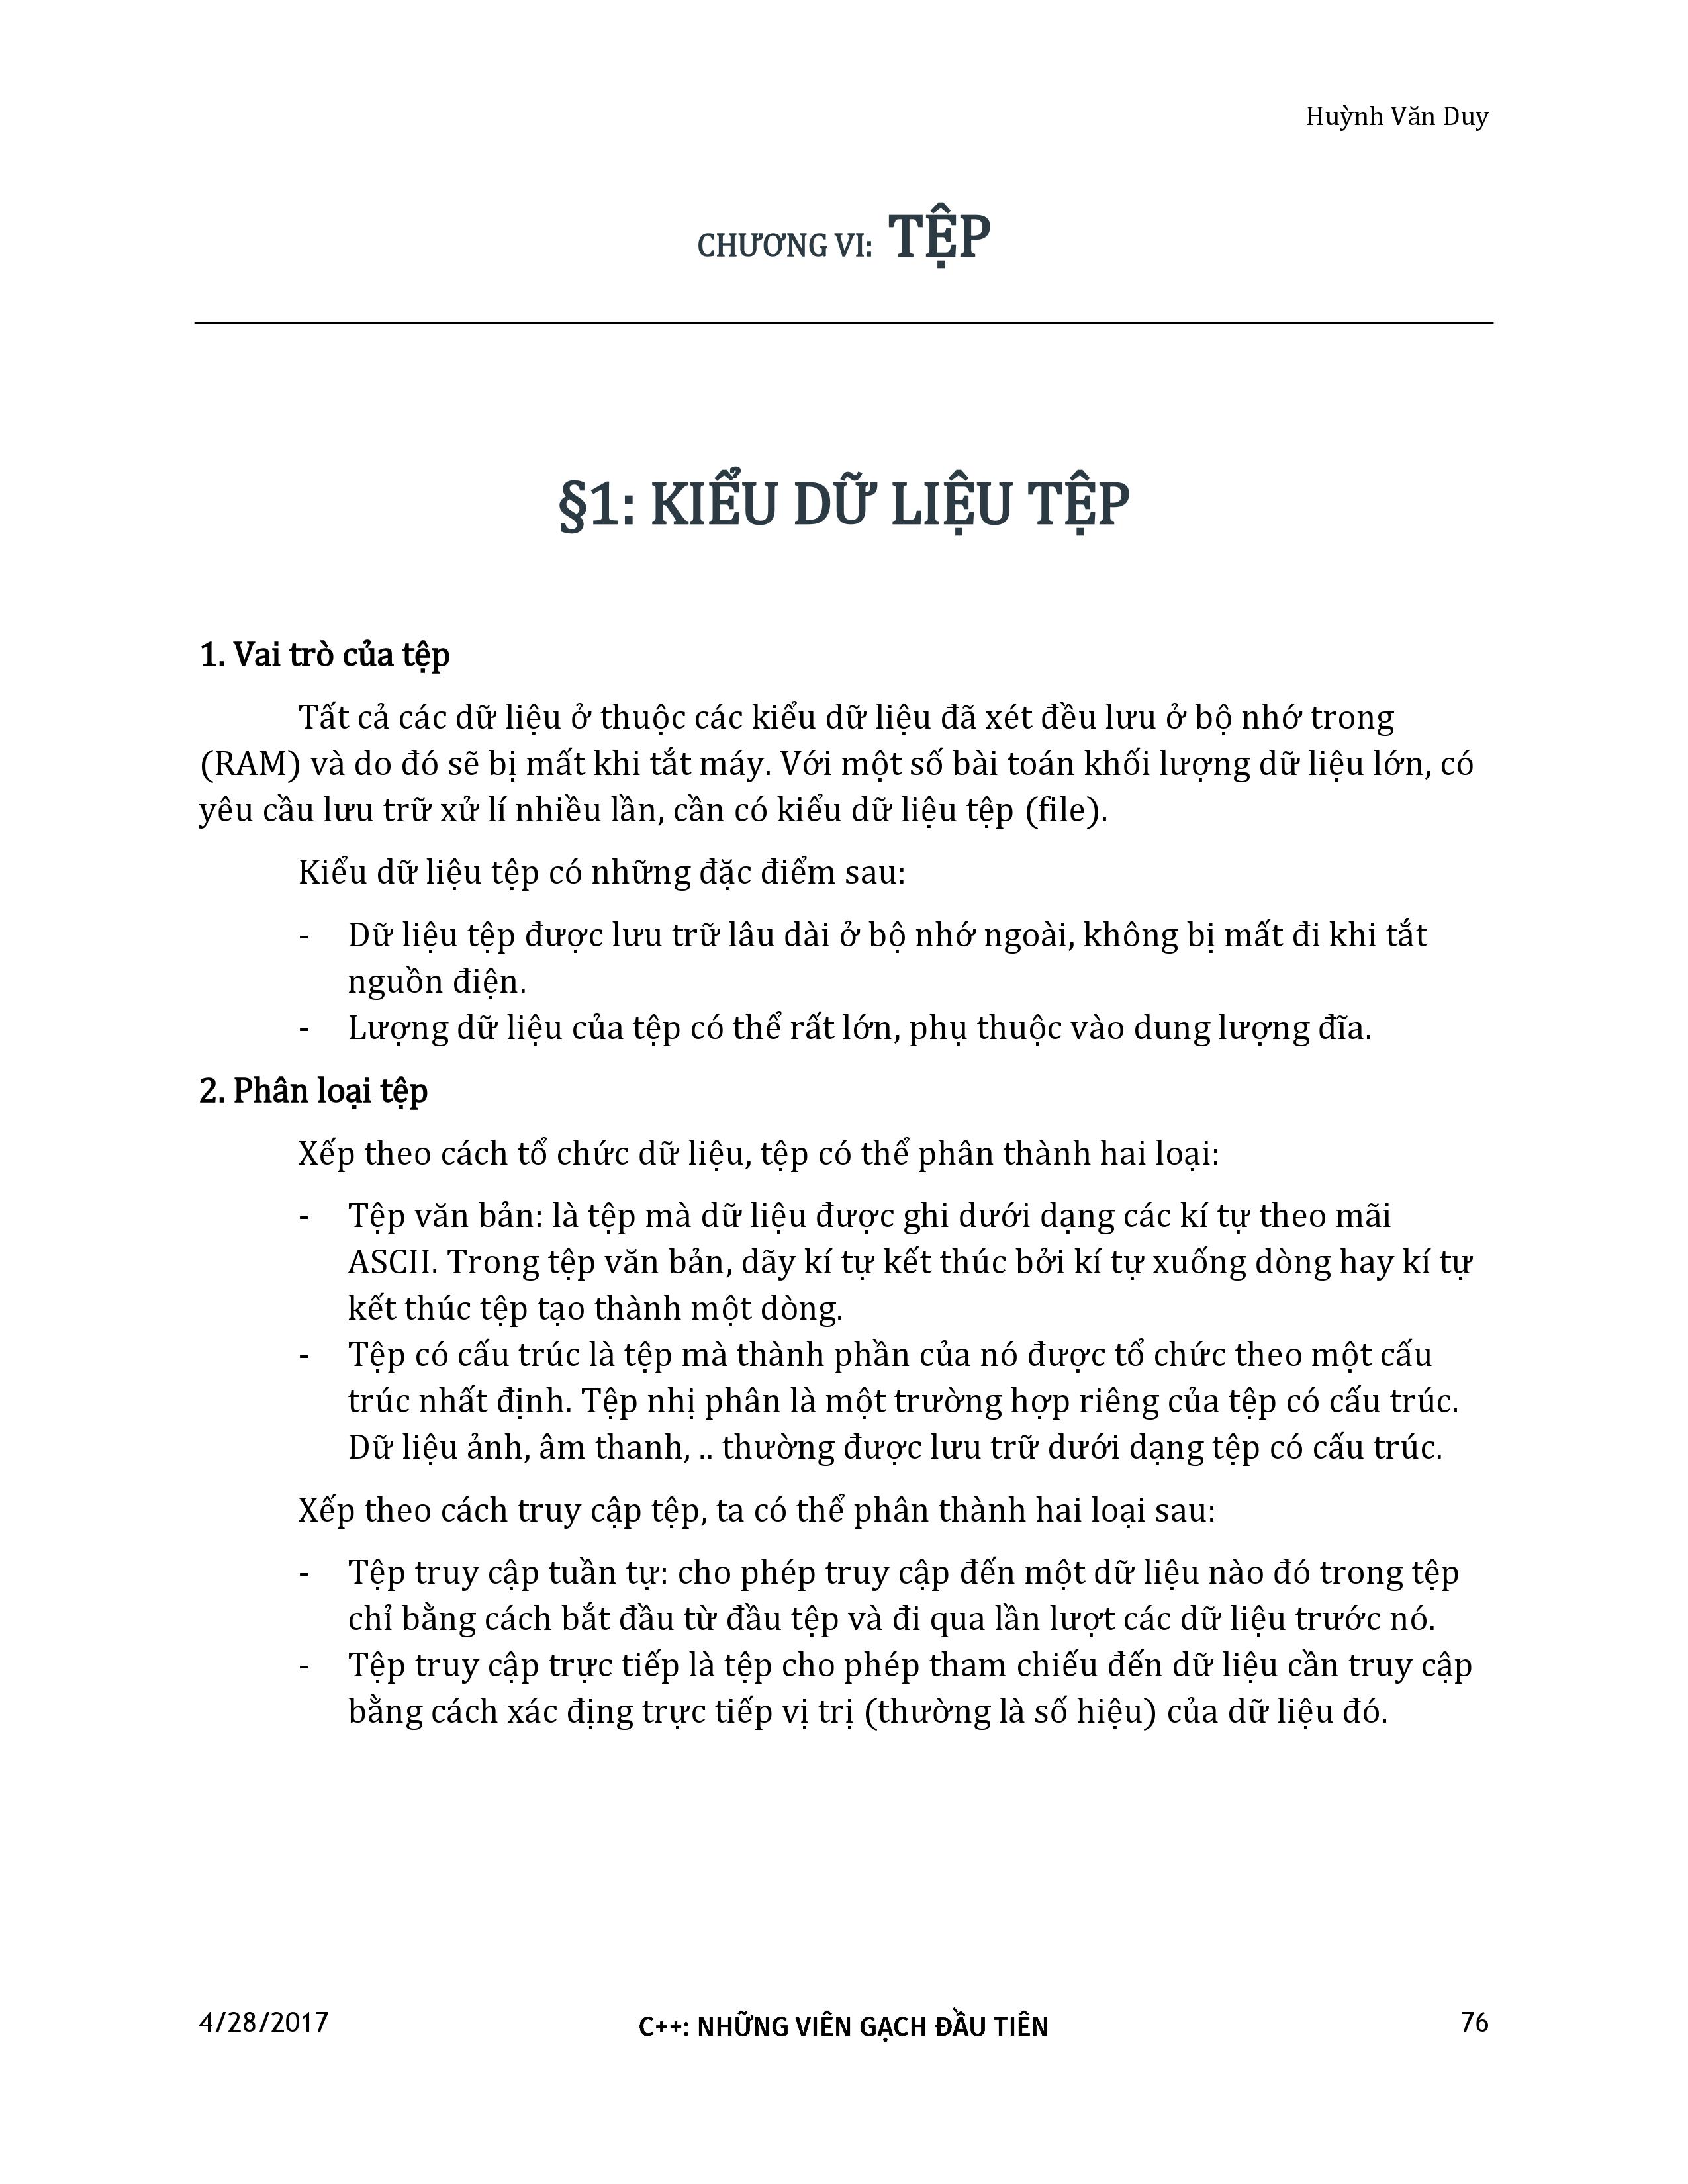 Huỳnh Văn Duy
CHƯƠNG VI: TỆP
§1: KIỂU DỮ LIỆU TỆP
1. Vai trò của tệp
Tất cả các dữ liệu ở thuộc các kiểu dữ liệu đã xét đều lưu ở bộ nhớ trong
(RAM) và do đó sẽ bị mất khi tắt máy. Với một số bài toán khối lượng dữ liệu lớn, có
yêu cầu lưu trữ xử lí nhiều lần, cần có kiểu dữ liệu tệp (file).
Kiểu dữ liệu tệp có những đặc điểm sau:
- Dữ liệu tệp được lưu trữ lâu dài ở bộ nhớ ngoài, không bị mất đi khi tắt
nguồn điện.
- Lượng dữ liệu của tệp có thể rất lớn, phụ thuộc vào dung lượng đĩa.
2. Phân loại tệp
Xếp theo cách tổ chức dữ liệu, tệp có thể phân thành hai loại:
- Tệp văn bản: là tệp mà dữ liệu được ghi dưới dạng các kí tự theo mãi
ASCII. Trong tệp văn bản, dãy kí tự kết thúc bởi kí tự xuống dòng hay kí tự
kết thúc tệp tạo thành một dòng.
- Tệp có cấu trúc là tệp mà thành phần của nó được tổ chức theo một cấu
trúc nhất định. Tệp nhị phân là một trường hợp riêng của tệp có cấu trúc.
Dữ liệu ảnh, âm thanh, .. thường được lưu trữ dưới dạng tệp có cấu trúc.
Xếp theo cách truy cập tệp, ta có thể phân thành hai loại sau:
- Tệp truy cập tuần tự: cho phép truy cập đến một dữ liệu nào đó trong tệp
chỉ bằng cách bắt đầu từ đầu tệp và đi qua lần lượt các dữ liệu trước nó.
- Tệp truy cập trực tiếp là tệp cho phép tham chiếu đến dữ liệu cần truy cập
bằng cách xác địng trực tiếp vị trị (thường là số hiệu) của dữ liệu đó.
4/28/2017 C++: NHỮNG VIÊN GẠCH ĐẦU TIÊN 76